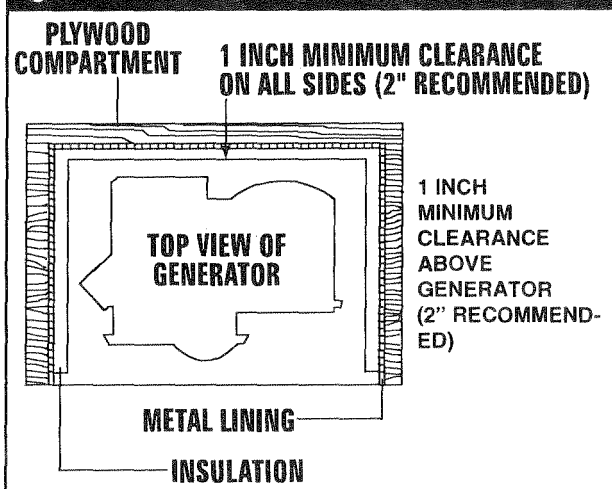 PLYWOOD
COMPARTMENT
1 INCH MINIMUM CLEARANCE
ON ALL SIDES (2" RECOMMENDED)
1 INCH
MINIMUM
CLEARANCE
ABOVE
GENERATOR
(2" RECOMMEND-
ED)
TOP VIEW OF
GENERATOR
METAL LINING
INSULATION